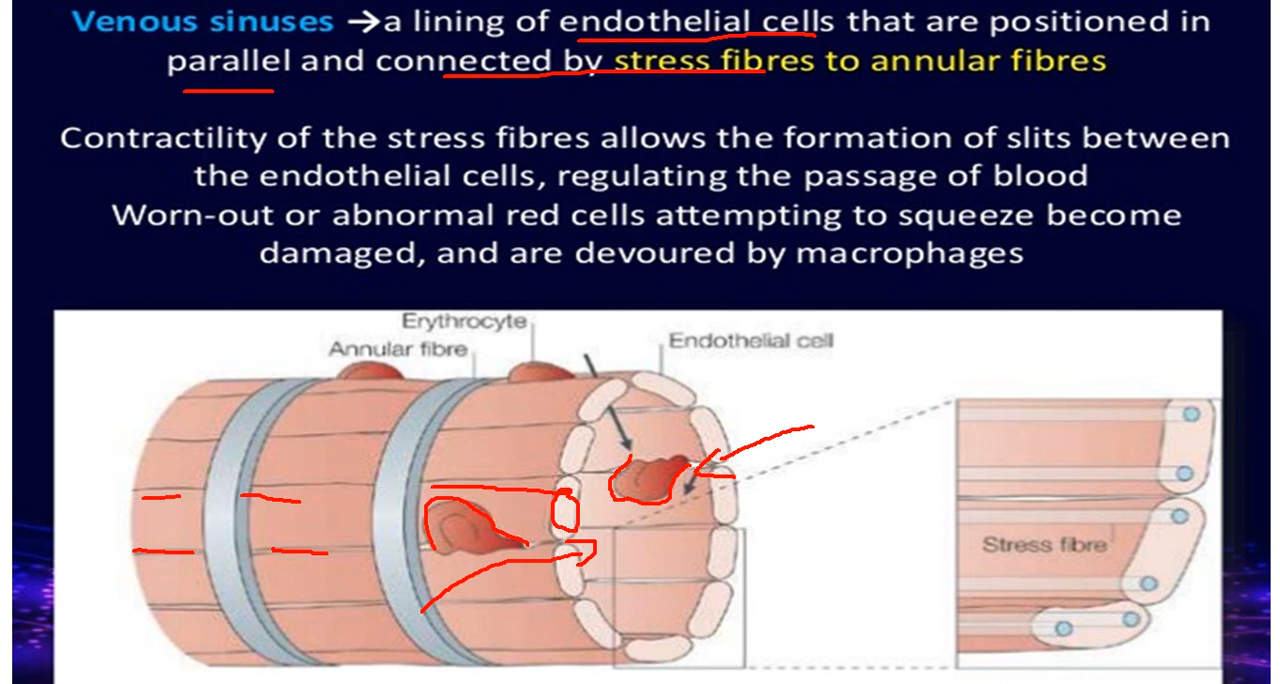 Venous sinuses →a lining of endothelial cells that are positioned in
parallel and connected by stress fibres to annular fibres
Contractility of the stress fibres allows the formation of slits between
the endothelial cells, regulating the passage of blood
Worn-out or abnormal red cells attempting to squeeze become
damaged, and are devoured by macrophages
Erythrocyte
Annular fibre
Endothelial cell
Stress fibre